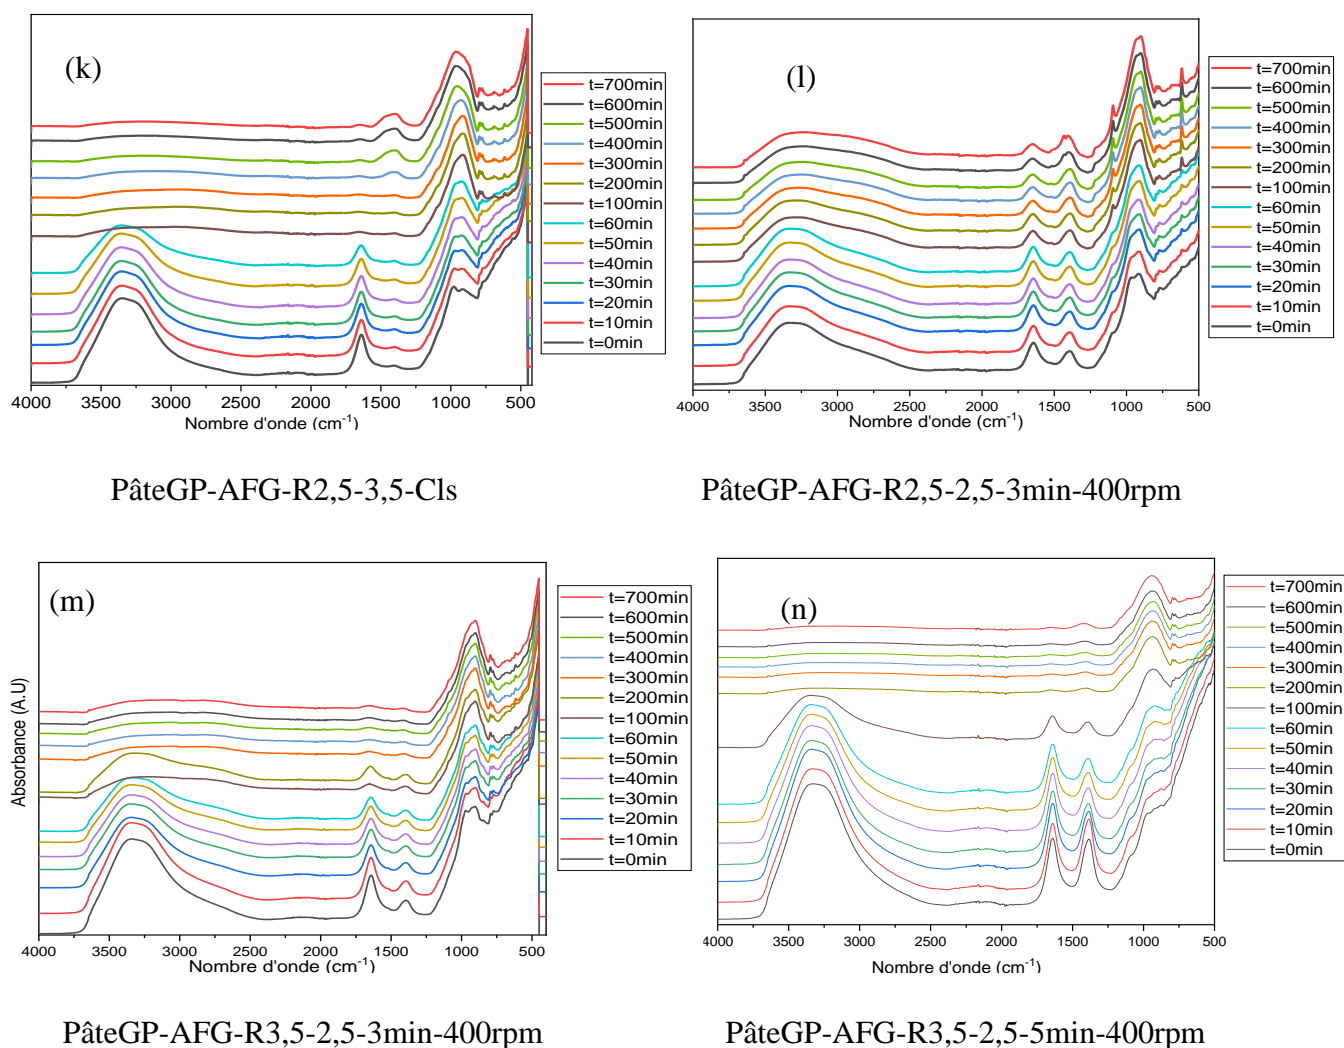 (k)
t=700min
t=600min
t=500min
t=400min
t=300min
t=200min
t=100min
t=60min
t=50min
t=40min
t=30min
t=20min
t=10min
t=0min
4000 3500 3000 2500 2000 1500 1000 500
Nombre d'onde (cm⁻¹)
PâteGP-AFG-R2,5-3,5-Cls
(l)
t=700min
t=600min
t=500min
t=400min
t=300min
t=200min
t=100min
t=60min
t=50min
t=40min
t=30min
t=20min
t=10min
t=0min
4000 3500 3000 2500 2000 1500 1000 500
Nombre d'onde (cm⁻¹)
PâteGP-AFG-R2,5-2,5-3min-400rpm
(m)
Absorbance (A.U)
t=700min
t=600min
t=500min
t=400min
t=300min
t=200min
t=100min
t=60min
t=50min
t=40min
t=30min
t=20min
t=10min
t=0min
4000 3500 3000 2500 2000 1500 1000 500
Nombre d'onde (cm⁻¹)
PâteGP-AFG-R3,5-2,5-3min-400rpm
(n)
t=700min
t=600min
t=500min
t=400min
t=300min
t=200min
t=100min
t=60min
t=50min
t=40min
t=30min
t=20min
t=10min
t=0min
4000 3500 3000 2500 2000 1500 1000 500
Nombre d'onde (cm⁻¹)
PâteGP-AFG-R3,5-2,5-5min-400rpm